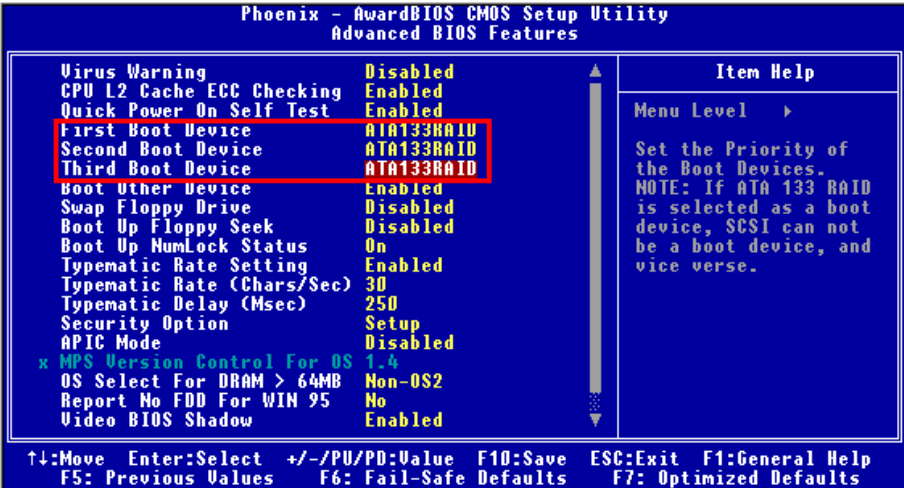 Phoenix - AwardBIOS CMOS Setup Utility
Advanced BIOS Features
Virus Warning Disabled
CPU L2 Cache ECC Checking Enabled
Quick Power On Self Test Enabled
First Boot Device ATA133RAID
Second Boot Device ATA133RAID
Third Boot Device ATA133RAID
Boot Other Device Enabled
Swap Floppy Drive Disabled
Boot Up Floppy Seek Disabled
Boot Up NumLock Status On
Typematic Rate Setting Enabled
Typematic Rate (Chars/Sec) 30
Typematic Delay (Msec) 250
Security Option Setup
APIC Mode Disabled
x MPS Version Control For OS 1.4
OS Select For DRAM > 64MB Non-OS2
Report No FDD For WIN 95 No
Video BIOS Shadow Enabled
Item Help
Menu Level
Set the Priority of
the Boot Devices.
NOTE: If ATA 133 RAID
is selected as a boot
device, SCSI can not
be a boot device, and
vice verse.
↑↓:Move Enter:Select +/-/PU/PD:Value F10:Save ESC:Exit F1:General Help
F5: Previous Values F6: Fail-Safe Defaults F7: Optimized Defaults